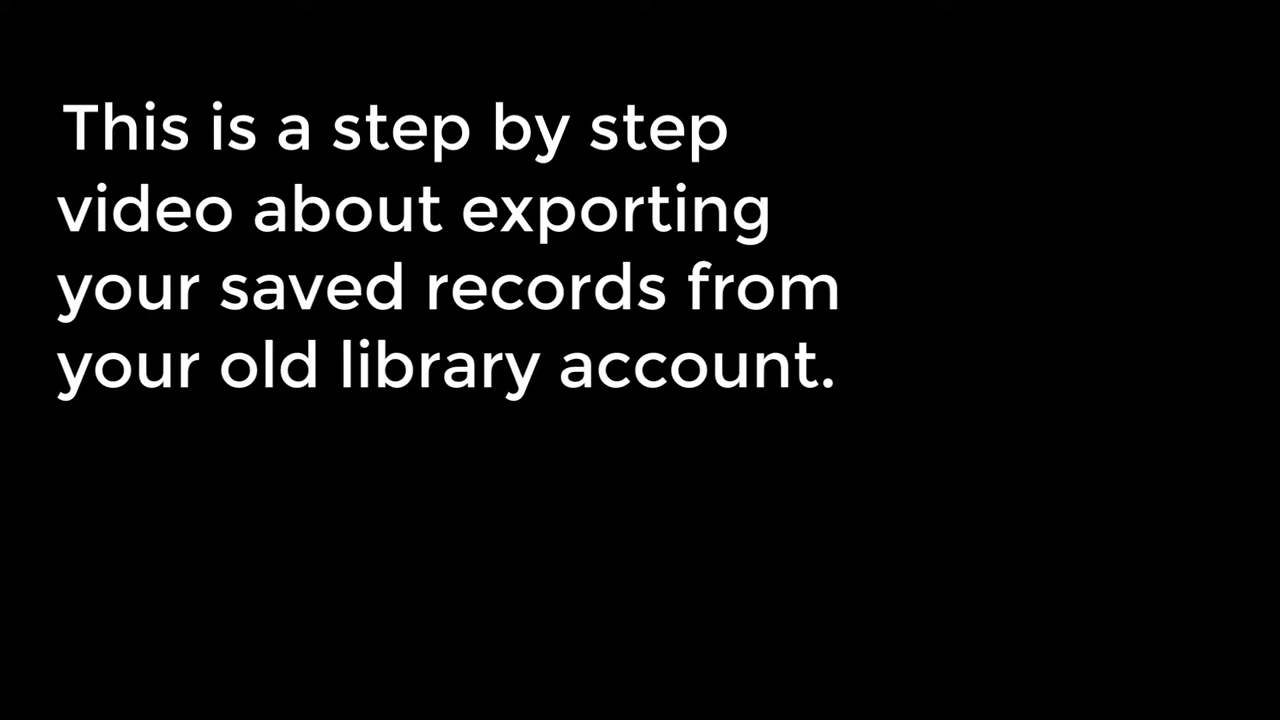 This is a step by step
video about exporting
your saved records from
your old library account.